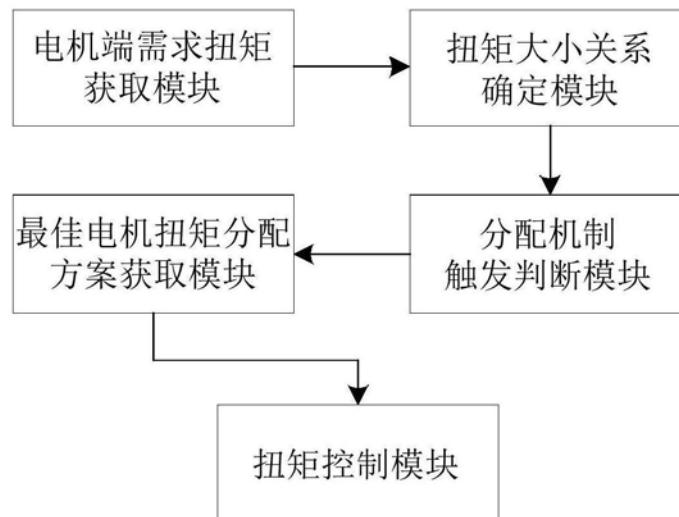 电机端需求扭矩
获取模块
扭矩大小关系
确定模块
分配机制
触发判断模块
最佳电机扭矩分配
方案获取模块
扭矩控制模块